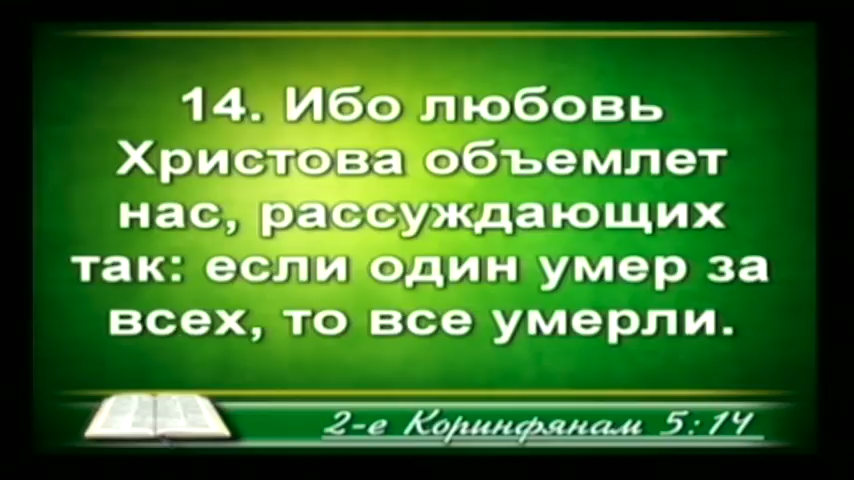 14. Ибо любовь
Христова объемлет
нас, рассуждающих
так: если один умер за
всех, то все умерли.
2-е Коринфянам 5:14